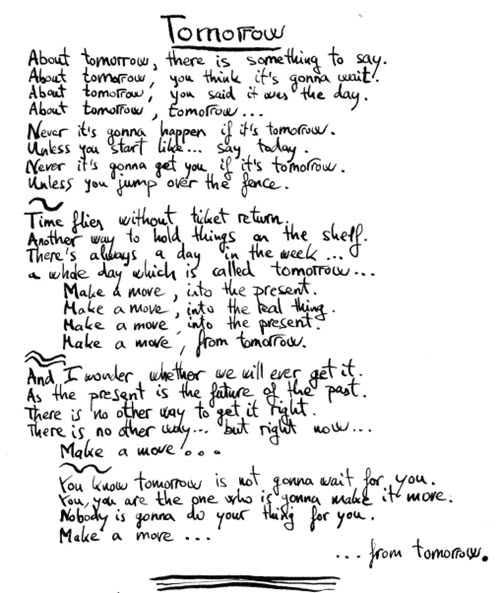 Tomorrow
About tomorrow, there is something to say.
About tomorrow, you think it's gonna wait.
About tomorrow, you said it was the day.
About tomorrow, tomorrow...
Never it's gonna happen if it's tomorrow.
Unless you start like... say today.
Never it's gonna get you if it's tomorrow.
Unless you jump over the fence.
Time flies without ticket return.
Another way to hold things on the shelf.
There's always a day in the week...
a whole day which is called tomorrow...
Make a move, into the present.
Make a move, into the real thing.
Make a move, into the present.
Make a move, from tomorrow.
And I wonder whether we will ever get it.
As the present is the future of the past.
There is no other way to get it right.
There is no other way... but right now...
Make a move...
You know tomorrow is not gonna wait for you.
You, you are the one who is gonna make it move.
Nobody is gonna do your thing for you.
Make a move...
...from tomorrow.